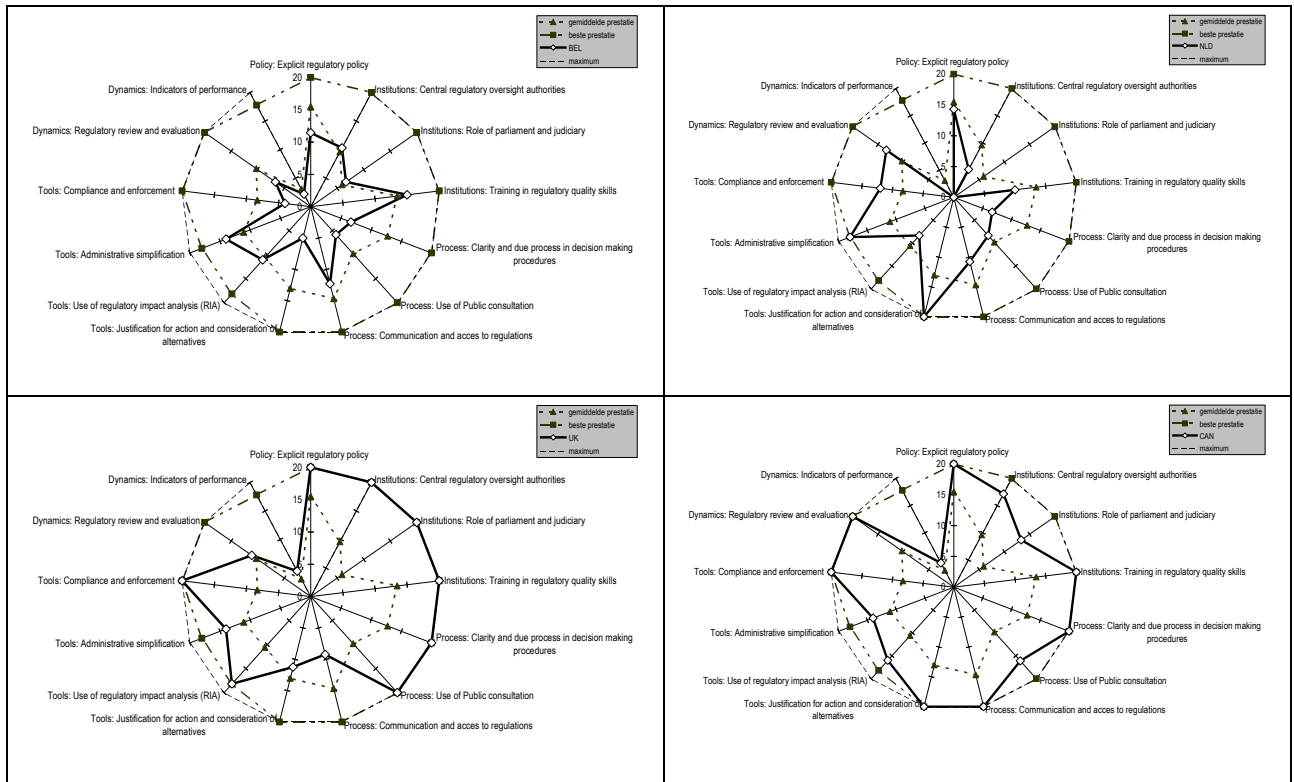 gemiddelde prestatie
beste prestatie
BEL
maximum
Policy: Explicit regulatory policy
Institutions: Central regulatory oversight authorities
Institutions: Role of parliament and judiciary
Institutions: Training in regulatory quality skills
Process: Clarity and due process in decision making
procedures
Process: Use of Public consultation
Process: Communication and acces to regulations
Tools: Justification for action and consideration of
alternatives
Tools: Use of regulatory impact analysis (RIA)
Tools: Administrative simplification
Tools: Compliance and enforcement
Dynamics: Regulatory review and evaluation
Dynamics: Indicators of performance
20
15
10
5
0
gemiddelde prestatie
beste prestatie
NLD
maximum
Policy: Explicit regulatory policy
Institutions: Central regulatory oversight authorities
Institutions: Role of parliament and judiciary
Institutions: Training in regulatory quality skills
Process: Clarity and due process in decision making
procedures
Process: Use of Public consultation
Process: Communication and acces to regulations
Tools: Justification for action and consideration of
alternatives
Tools: Use of regulatory impact analysis (RIA)
Tools: Administrative simplification
Tools: Compliance and enforcement
Dynamics: Regulatory review and evaluation
Dynamics: Indicators of performance
20
15
10
5
0
gemiddelde prestatie
beste prestatie
UK
maximum
Policy: Explicit regulatory policy
Institutions: Central regulatory oversight authorities
Institutions: Role of parliament and judiciary
Institutions: Training in regulatory quality skills
Process: Clarity and due process in decision making
procedures
Process: Use of Public consultation
Process: Communication and acces to regulations
Tools: Justification for action and consideration of
alternatives
Tools: Use of regulatory impact analysis (RIA)
Tools: Administrative simplification
Tools: Compliance and enforcement
Dynamics: Regulatory review and evaluation
Dynamics: Indicators of performance
20
15
10
5
0
gemiddelde prestatie
beste prestatie
CAN
maximum
Policy: Explicit regulatory policy
Institutions: Central regulatory oversight authorities
Institutions: Role of parliament and judiciary
Institutions: Training in regulatory quality skills
Process: Clarity and due process in decision making
procedures
Process: Use of Public consultation
Process: Communication and acces to regulations
Tools: Justification for action and consideration of
alternatives
Tools: Use of regulatory impact analysis (RIA)
Tools: Administrative simplification
Tools: Compliance and enforcement
Dynamics: Regulatory review and evaluation
Dynamics: Indicators of performance
20
15
10
5
0